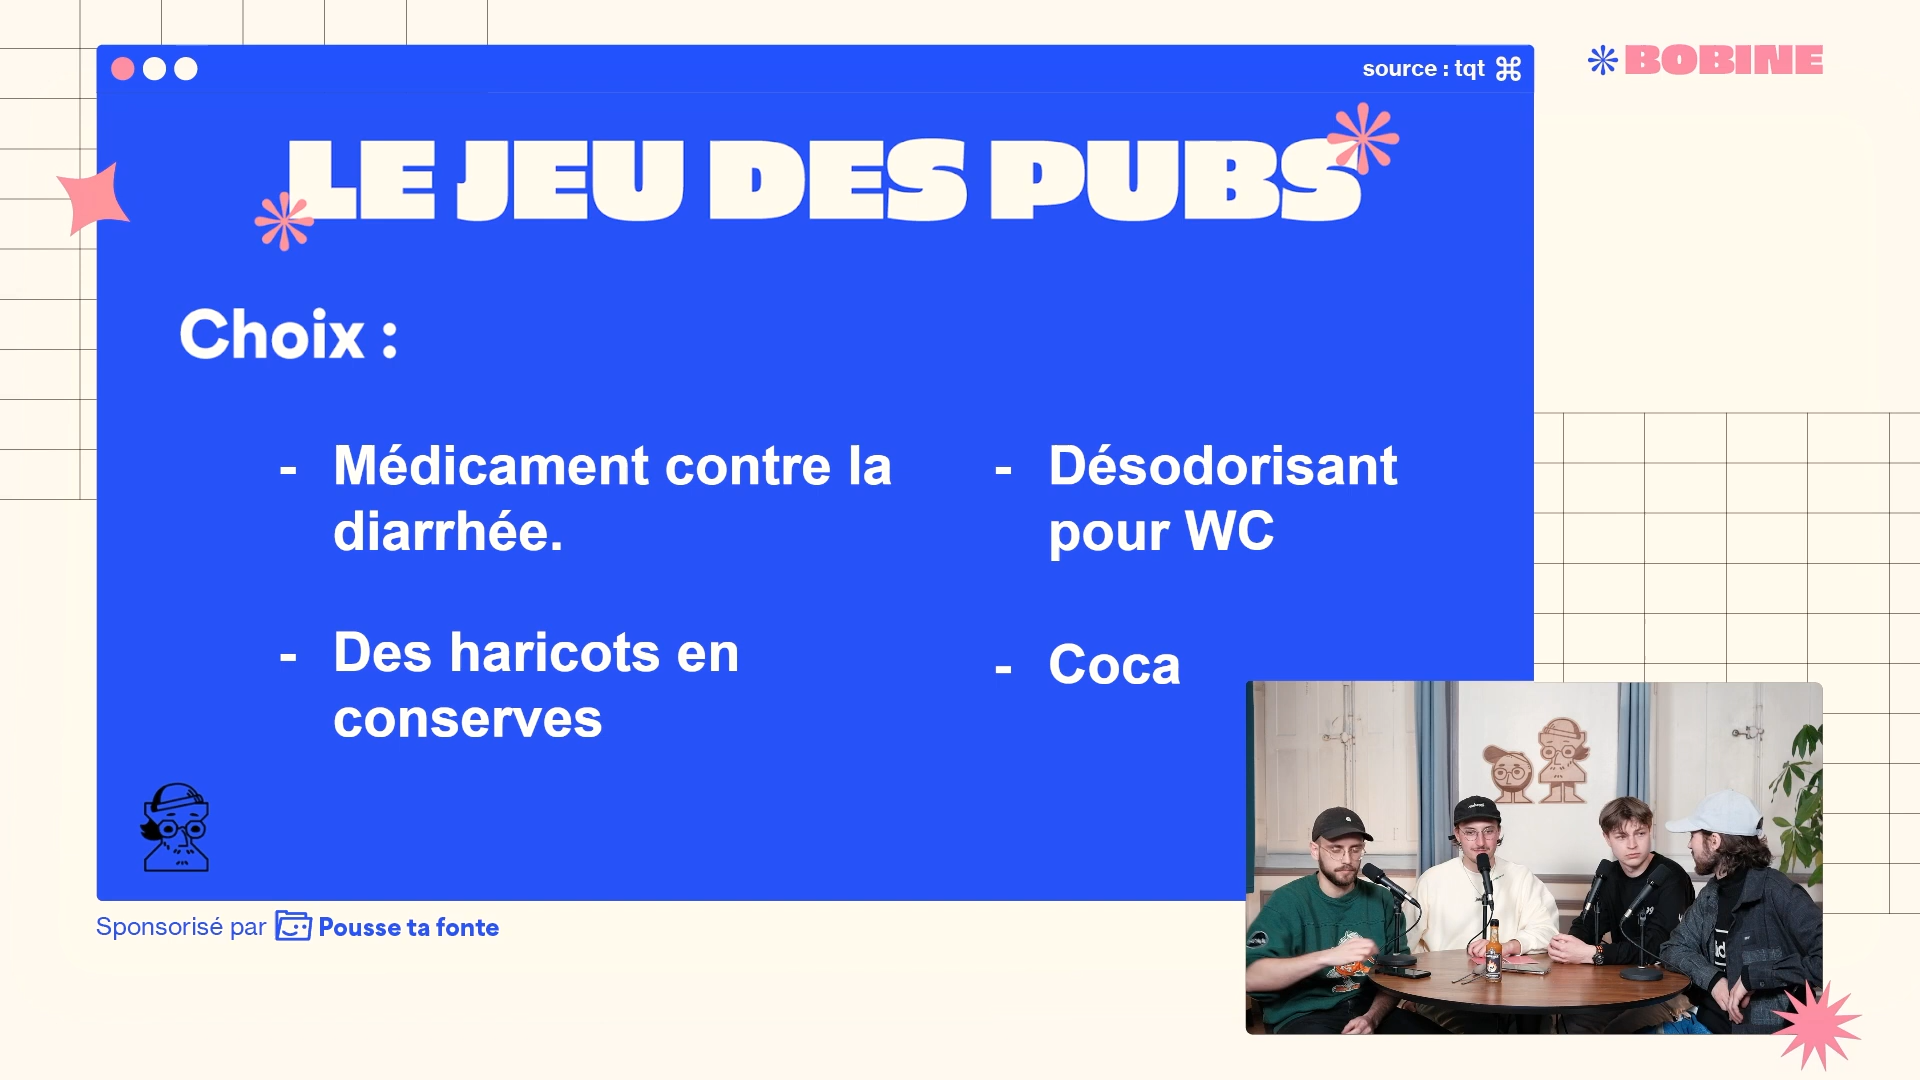 source : tqt
BOBINE
LE JEU DES PUBS
Choix :
- Médicament contre la
diarrhée.
- Des haricots en
conserves
- Désodorisant
pour WC
- Coca
Sponsorisé par Pousse ta fonte